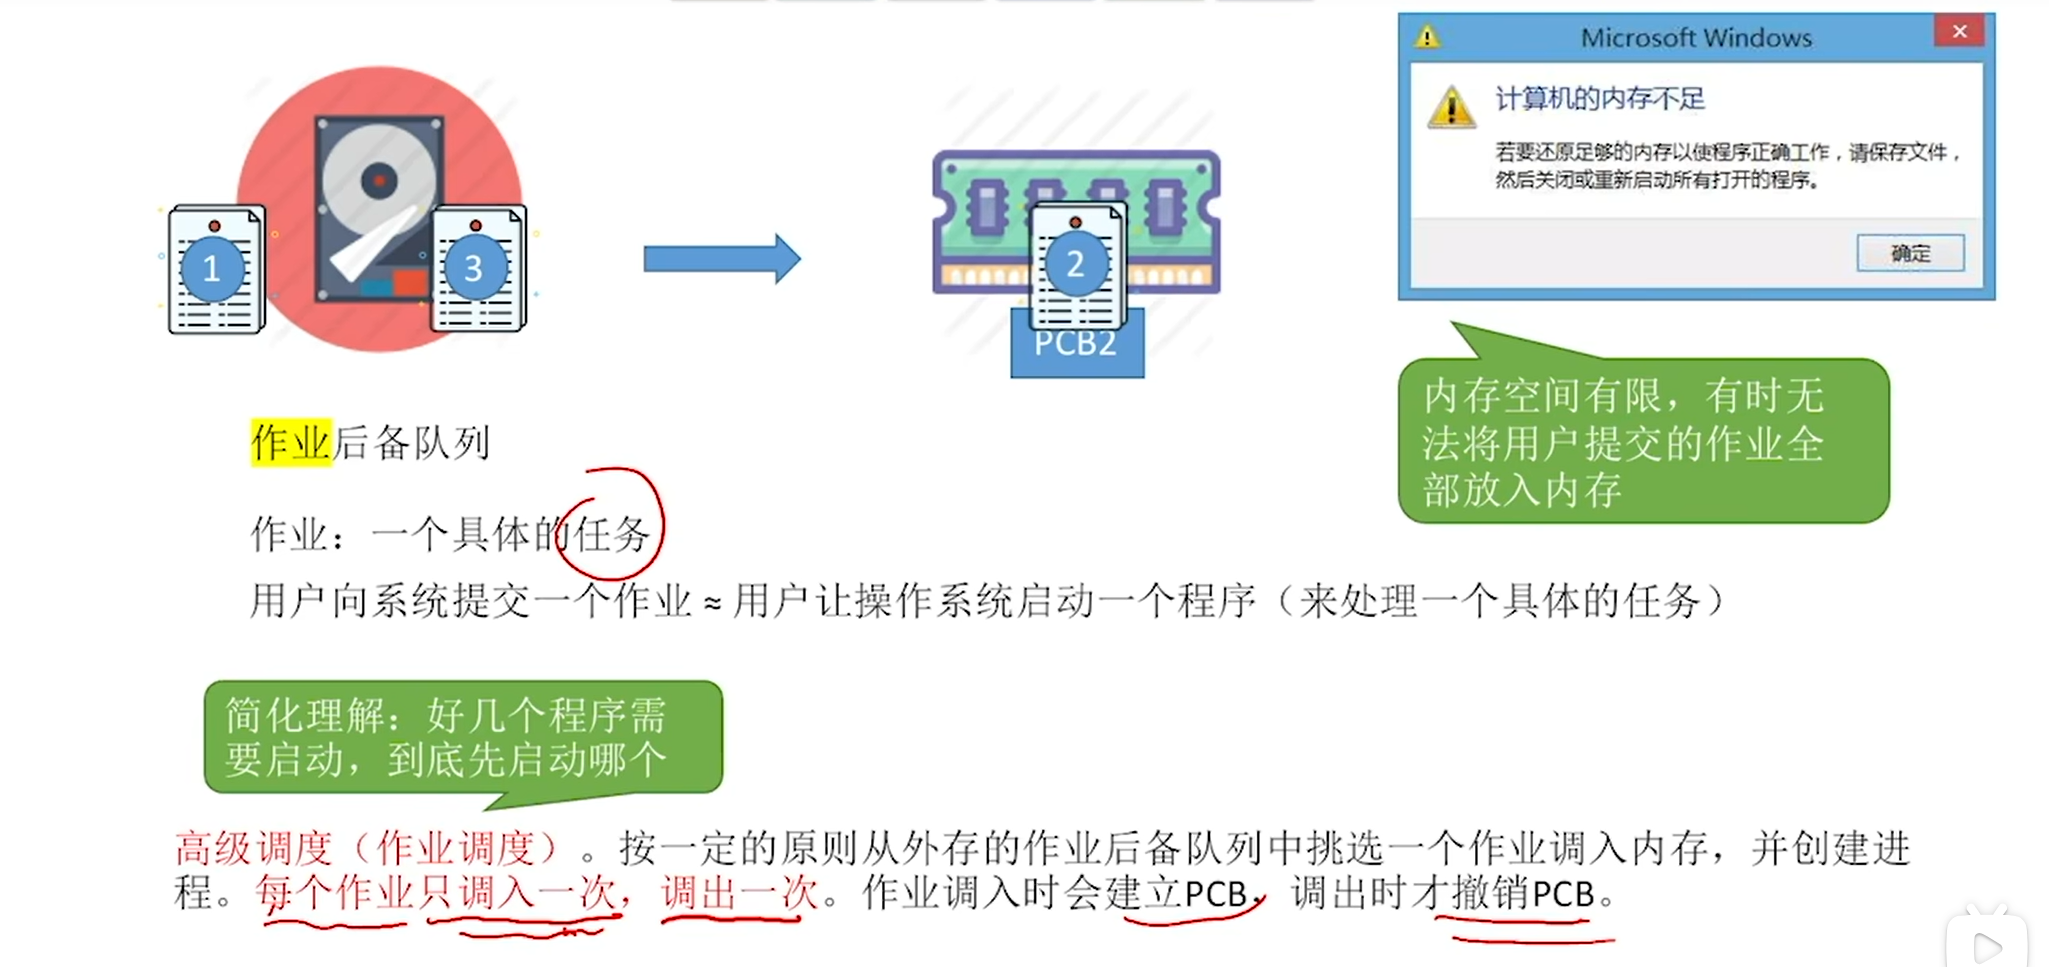 Microsoft Windows
计算机的内存不足
若要还原足够的内存以使程序正确工作，请保存文件，
然后关闭或重新启动所有打开的程序。
确定
1
3
2
PCB2
内存空间有限，有时无
法将用户提交的作业全
部放入内存
作业后备队列
作业：一个具体的任务
用户向系统提交一个作业 ≈ 用户让操作系统启动一个程序（来处理一个具体的任务）
简化理解：好几个程序需
要启动，到底先启动哪个
高级调度（作业调度）。按一定的原则从外存的作业后备队列中挑选一个作业调入内存，并创建进
程。每个作业只调入一次，调出一次。作业调入时会建立PCB，调出时才撤销PCB。